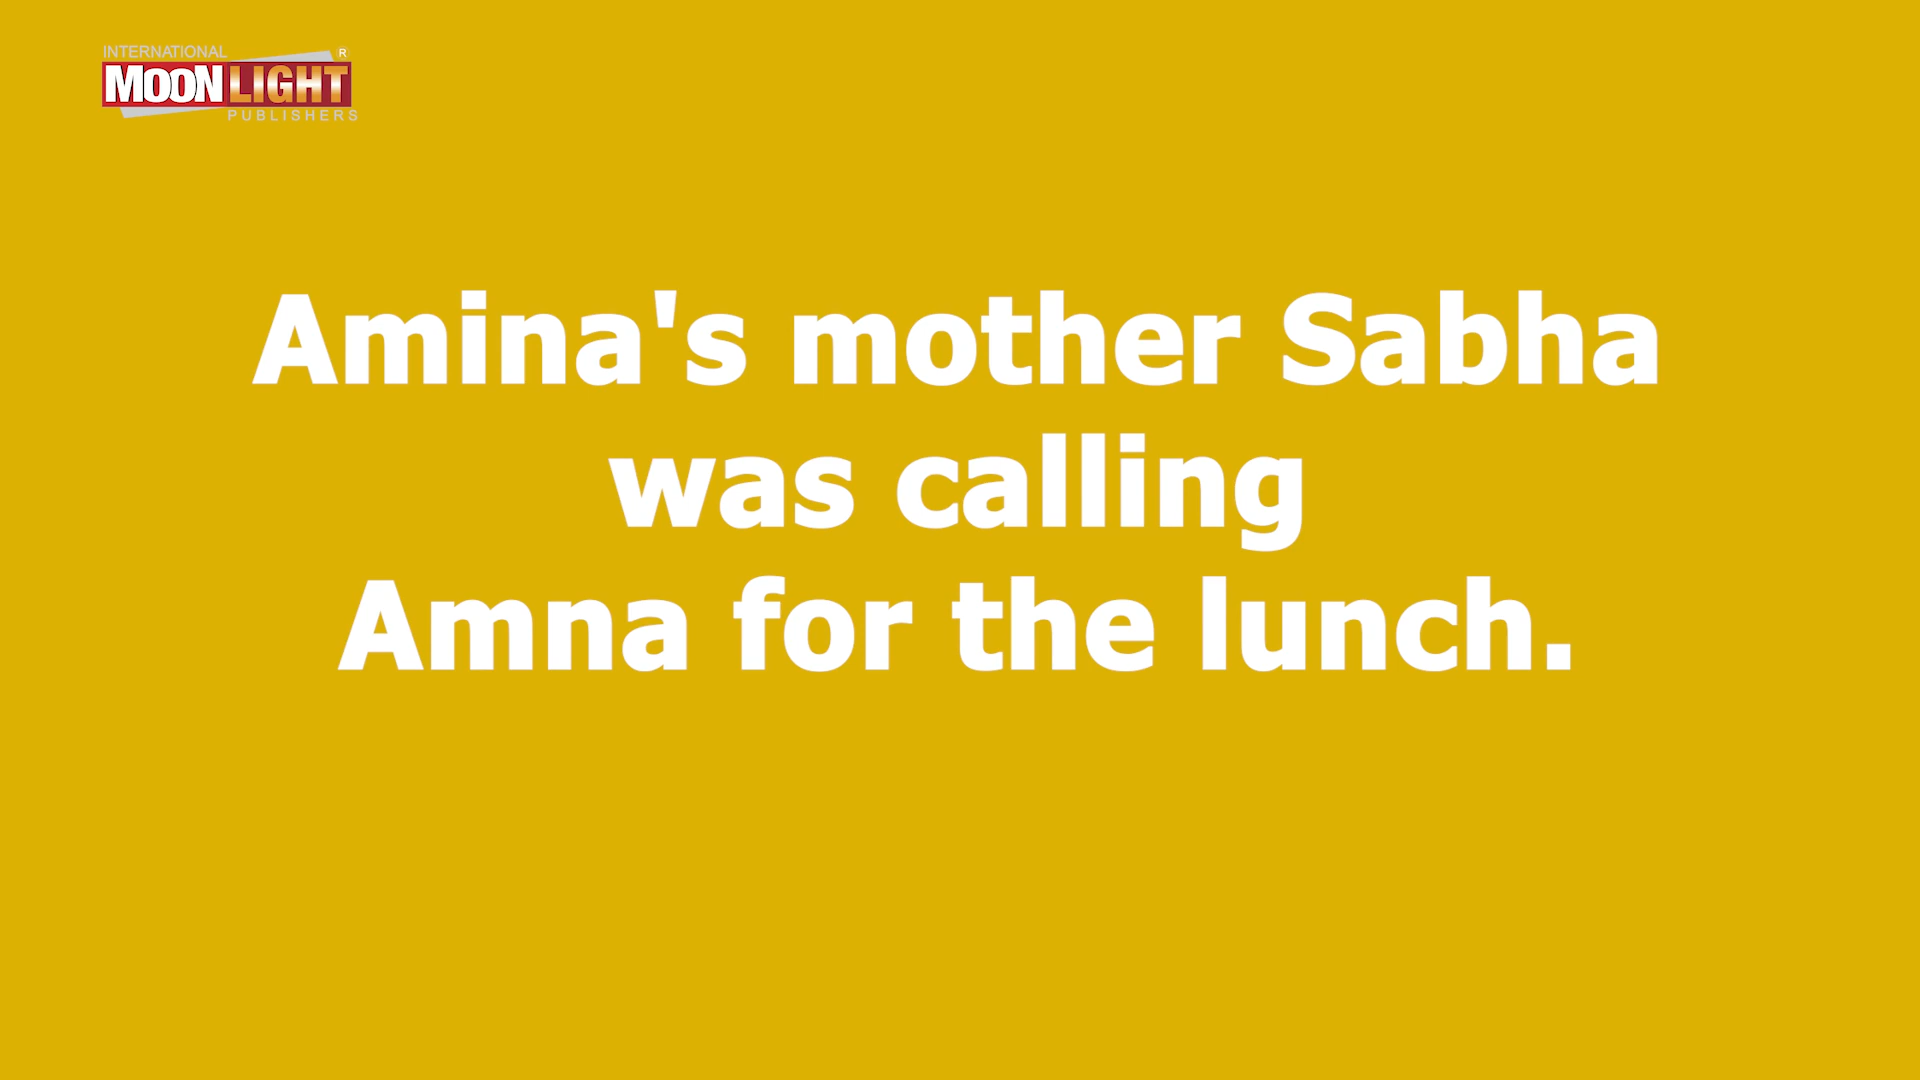 INTERNATIONAL
R
MOONLIGHT
PUBLISHERS
Amina's mother Sabha
was calling
Amna for the lunch.